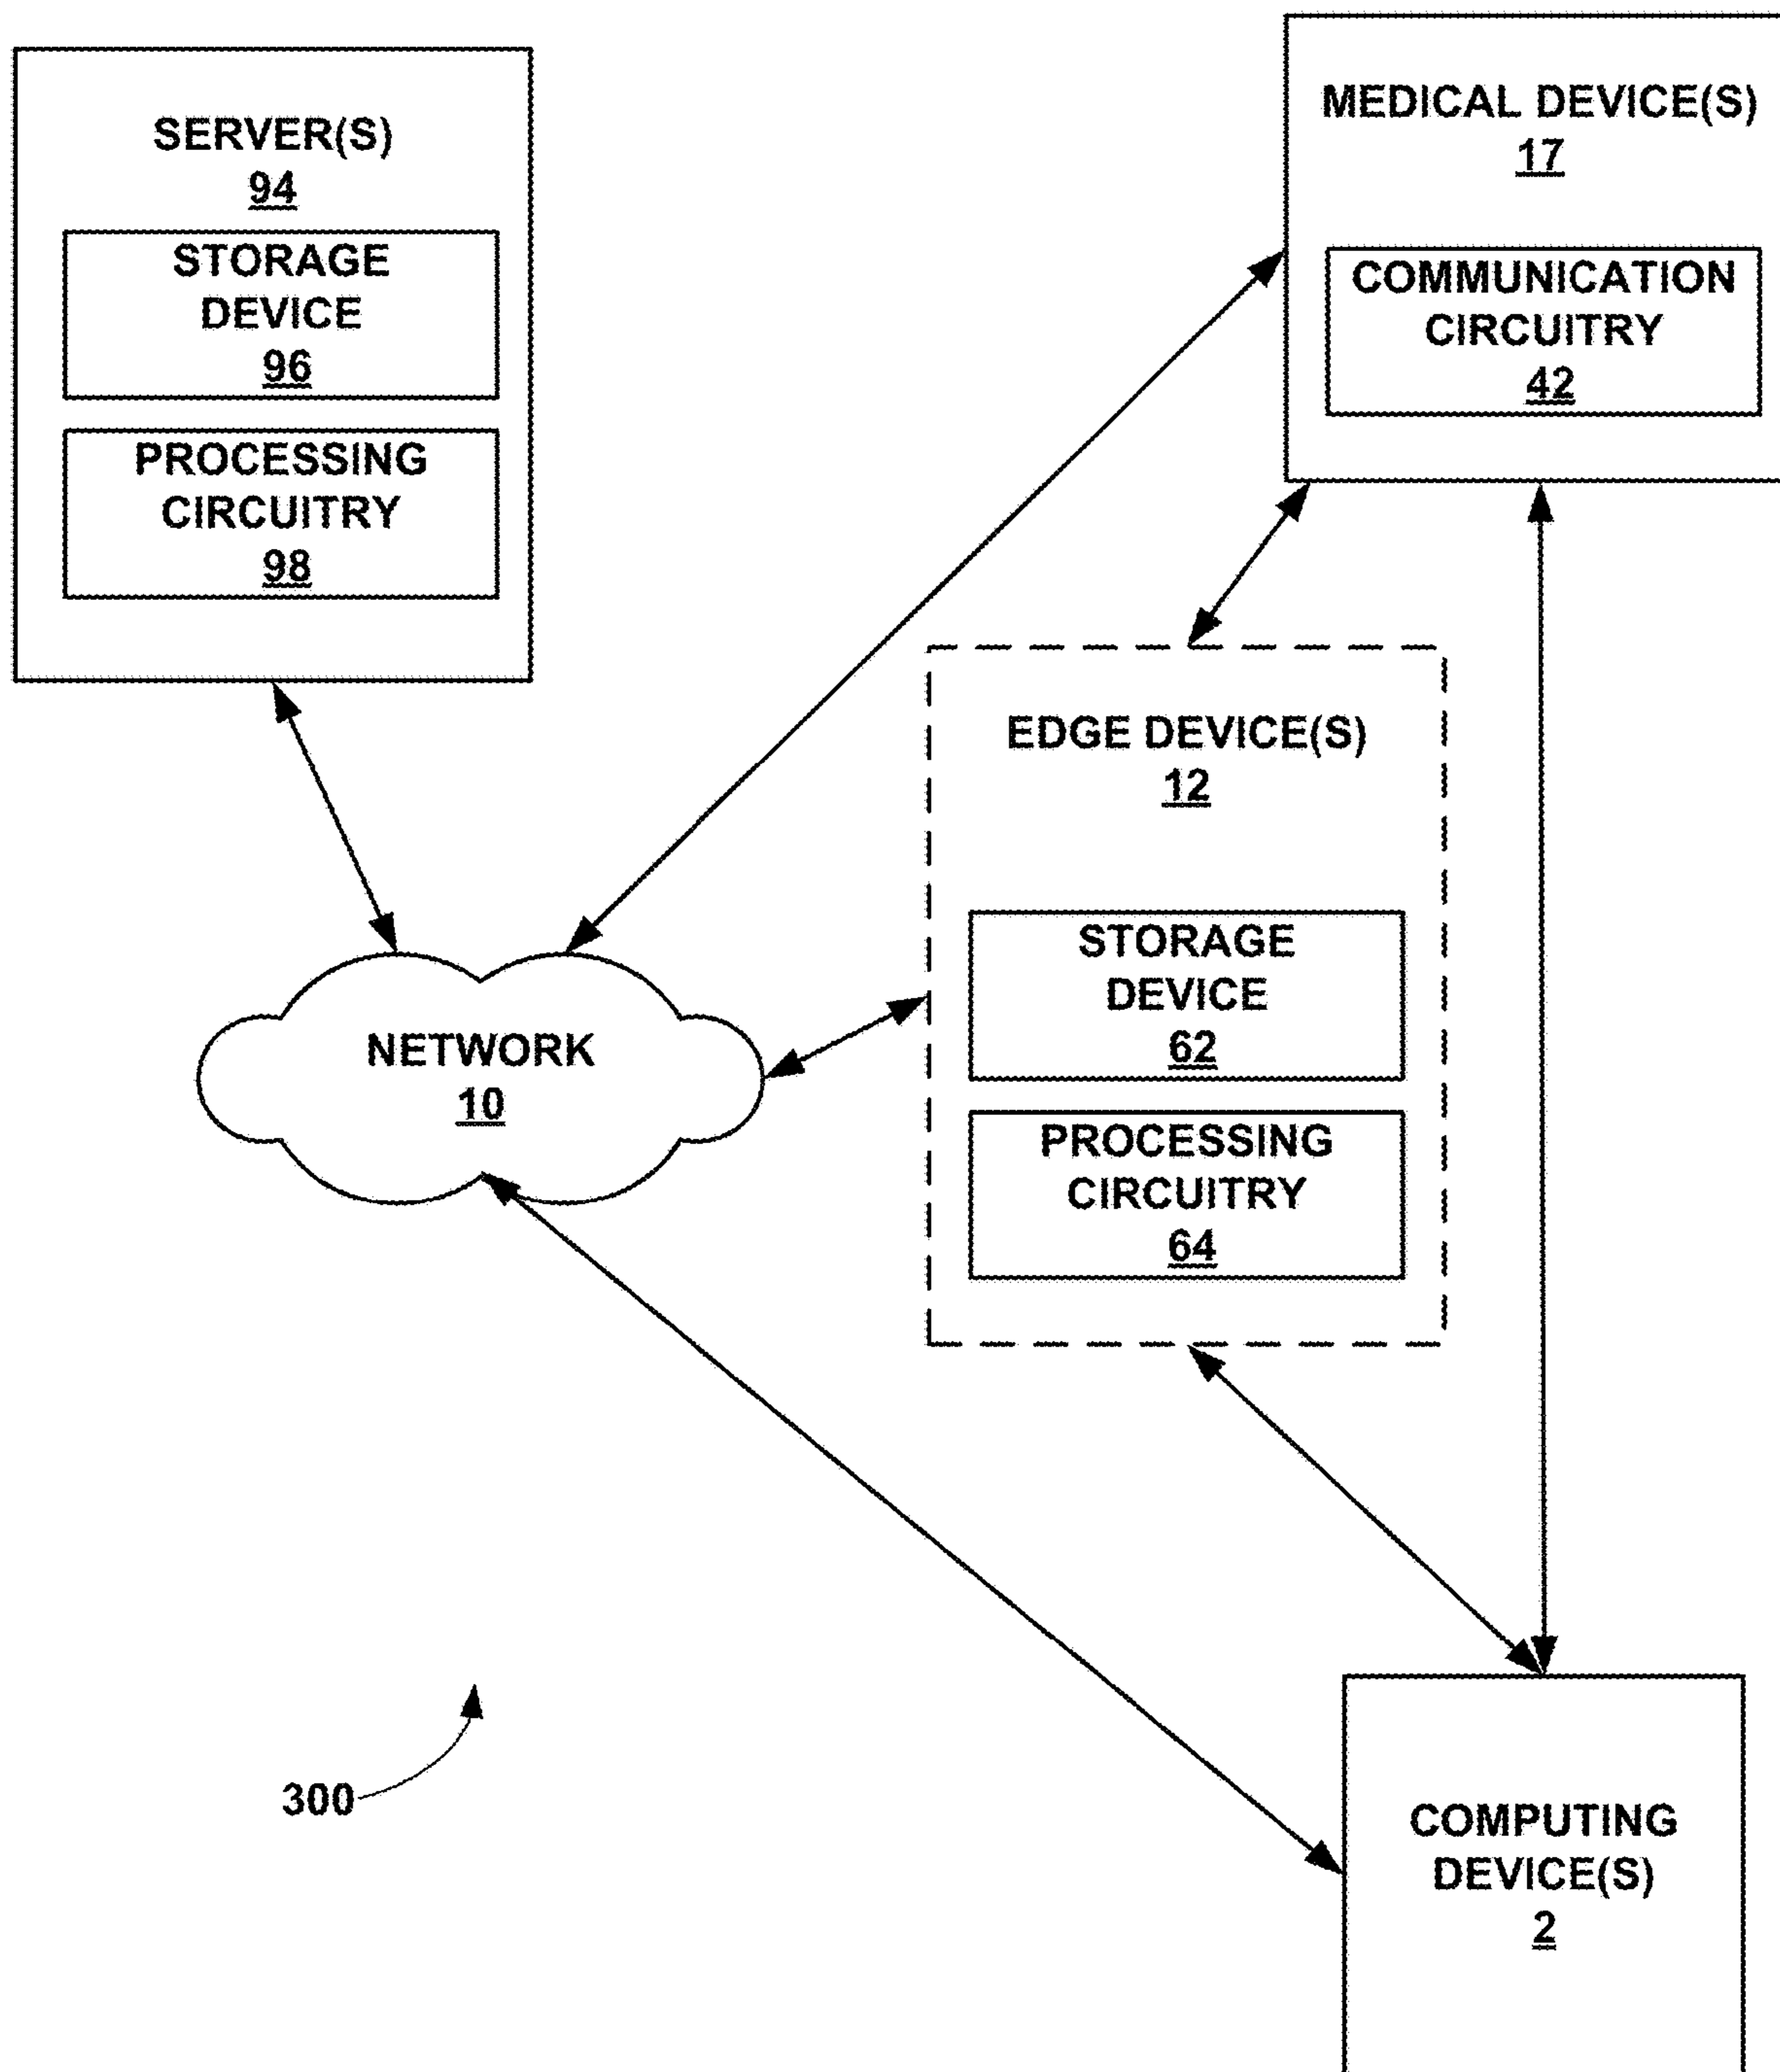 SERVER(S)
94
STORAGE
DEVICE
96
PROCESSING
CIRCUITRY
98
MEDICAL DEVICE(S)
17
COMMUNICATION
CIRCUITRY
42
EDGE DEVICE(S)
12
STORAGE
DEVICE
62
PROCESSING
CIRCUITRY
64
NETWORK
10
300
COMPUTING
DEVICE(S)
2